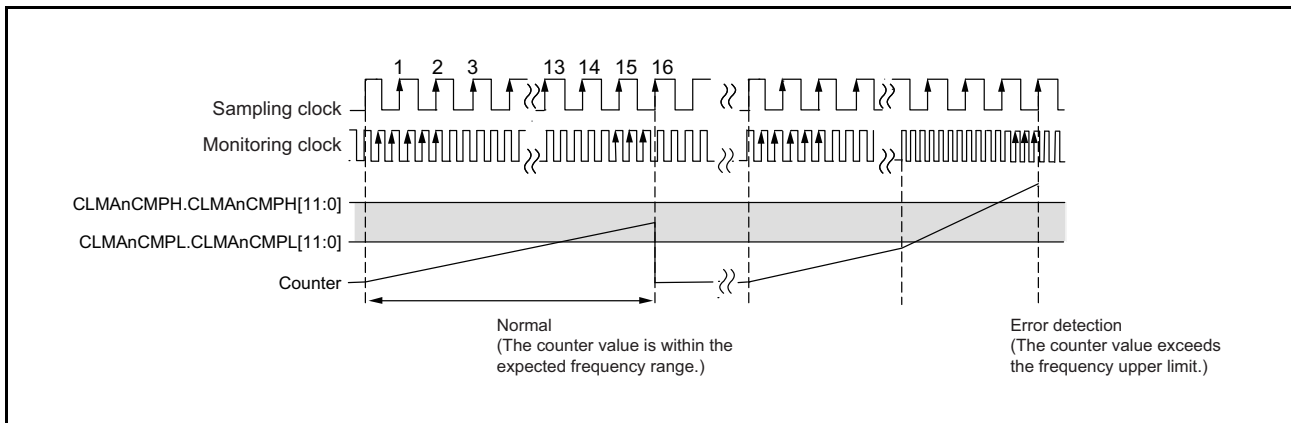 1 2 3 13 14 15 16
Sampling clock
Monitoring clock
CLMAnCMPH.CLMAnCMPH[11:0]
CLMAnCMPL.CLMAnCMPL[11:0]
Counter
Normal
(The counter value is within the
expected frequency range.)
Error detection
(The counter value exceeds
the frequency upper limit.)